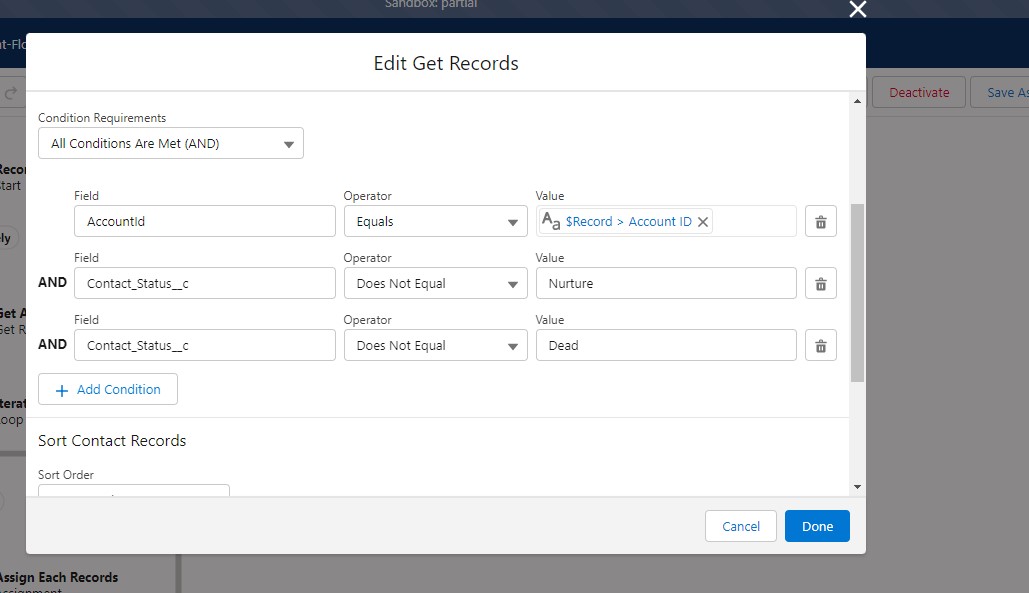 Sandbox: partial
Edit Get Records
Deactivate
Save As
Condition Requirements
All Conditions Are Met (AND)
Field Operator Value
AccountId Equals Aa $Record > Account ID
Field Operator Value
AND Contact_Status__c Does Not Equal Nurture
Field Operator Value
AND Contact_Status__c Does Not Equal Dead
+ Add Condition
Sort Contact Records
Sort Order
Cancel Done
Assign Each Records